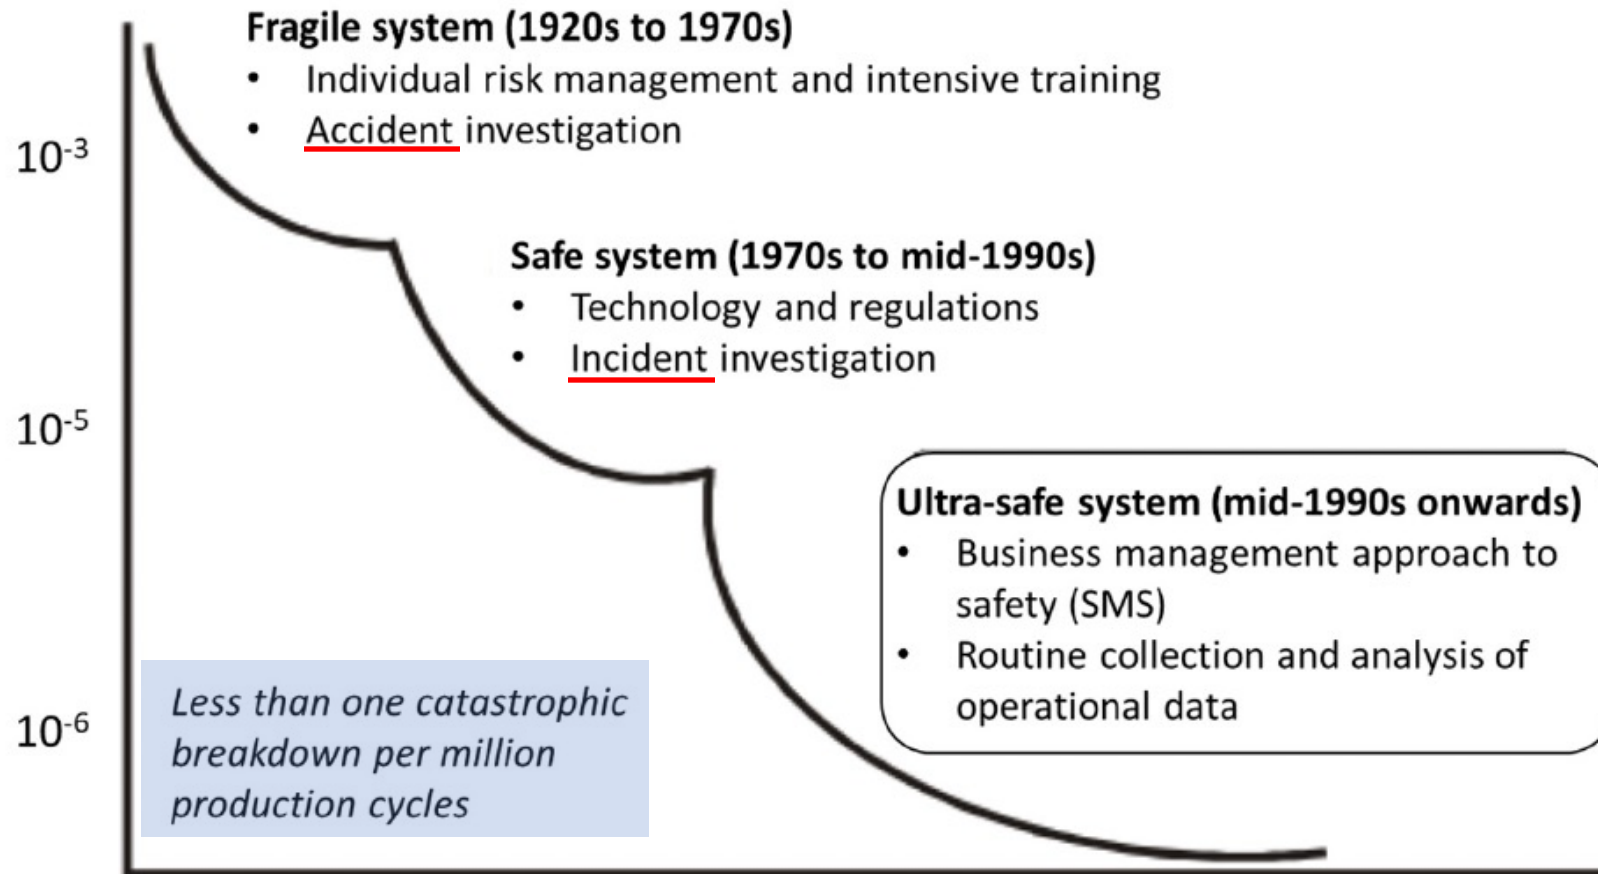 Fragile system (1920s to 1970s)
• Individual risk management and intensive training
• Accident investigation
10⁻³
Safe system (1970s to mid-1990s)
• Technology and regulations
• Incident investigation
10⁻⁵
Ultra-safe system (mid-1990s onwards)
• Business management approach to
safety (SMS)
• Routine collection and analysis of
operational data
10⁻⁶
Less than one catastrophic
breakdown per million
production cycles